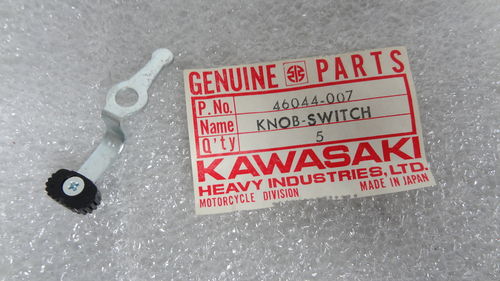 GENUINE PARTS
P.No. 46044-007
Name KNOB-SWITCH
Q'ty 5
KAWASAKI
HEAVY INDUSTRIES, LTD.
MOTORCYCLE DIVISION MADE IN JAPAN